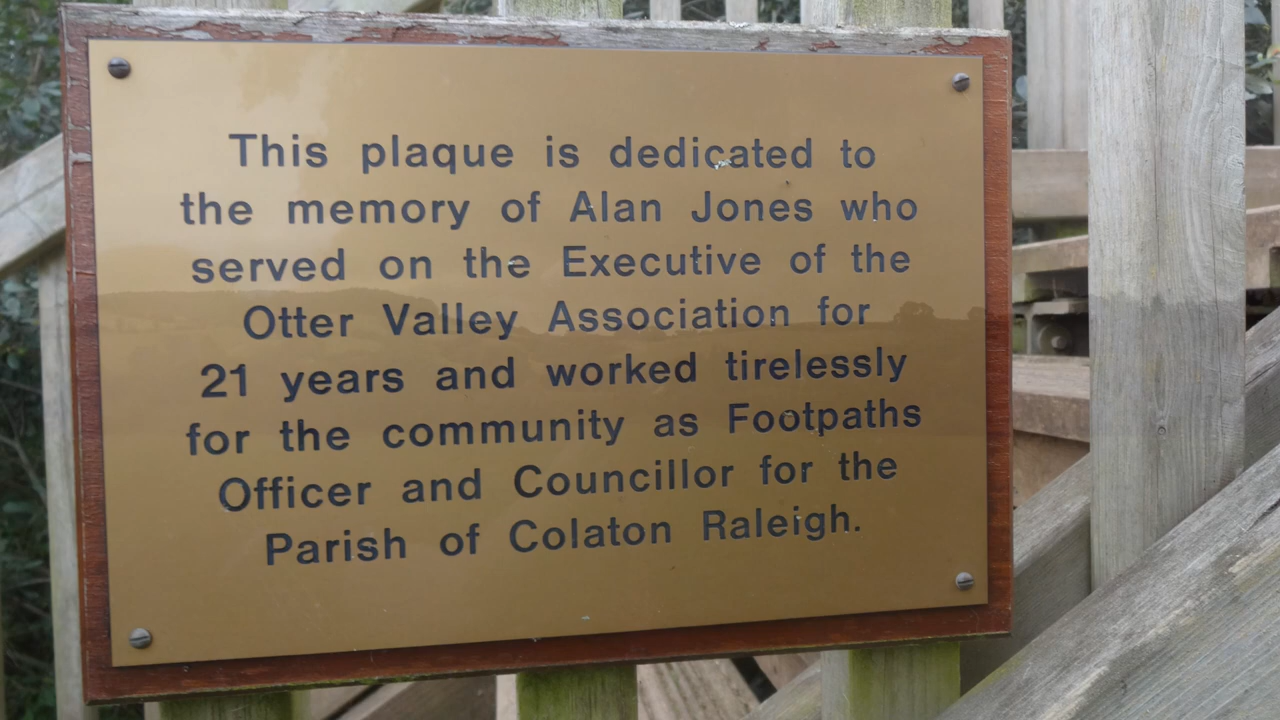 This plaque is dedicated to
the memory of Alan Jones who
served on the Executive of the
Otter Valley Association for
21 years and worked tirelessly
for the community as Footpaths
Officer and Councillor for the
Parish of Colaton Raleigh.